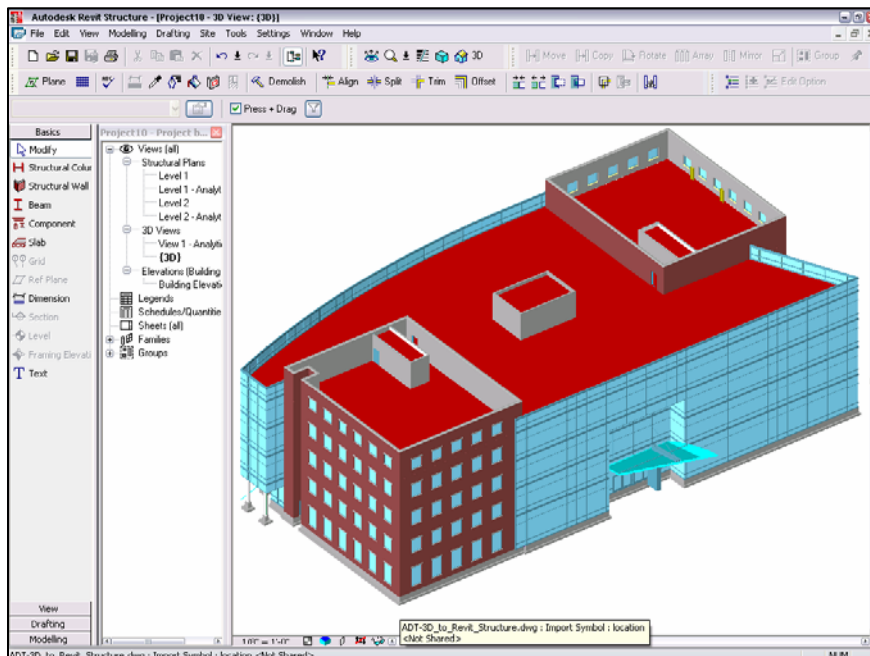 Autodesk Revit Structure - [Project10 - 3D View: {3D}]
File Edit View Modelling Drafting Site Tools Settings Window Help
3D Move Copy Rotate Array Mirror Group
Plane Demolish Align Split Trim Offset Edit Option
Press + Drag
Basics
Modify
Structural Colu
Structural Wall
Beam
Component
Slab
Grid
Ref Plane
Dimension
Section
Level
Framing Elevati
Text
View
Drafting
Modelling
Project10 - Project b...
Views (all)
Structural Plans
Level 1
Level 1 - Analyt
Level 2
Level 2 - Analyt
3D Views
View 1 - Analyti
{3D}
Elevations (Building
Building Elevati
Legends
Schedules/Quantitie
Sheets (all)
Families
Groups
ADT-3D_to_Revit_Structure.dwg : Import Symbol : location
<Not Shared>
ADT-3D_to_Revit_Structure.dwg : Import Symbol : location <Not Shared>
NUM